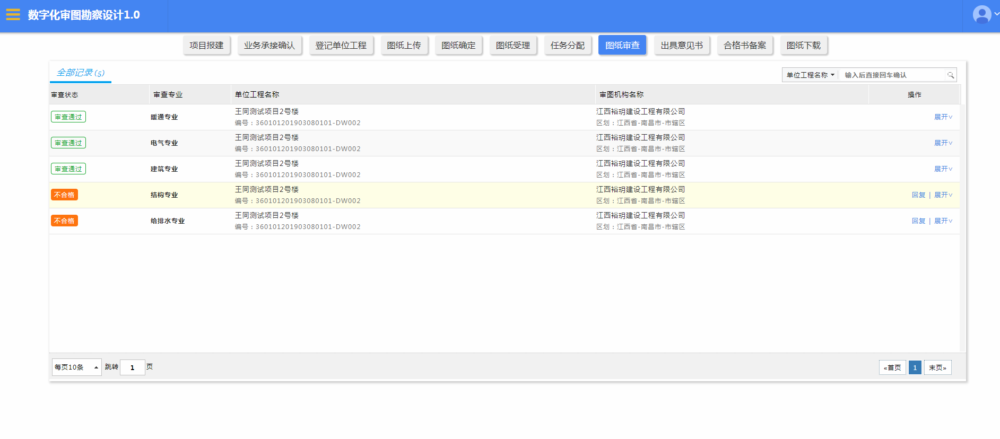 数字化审图勘察设计1.0
项目报建 业务承接确认 登记单位工程 图纸上传 图纸确定 图纸受理 任务分配 图纸审查 出具意见书 合格书备案 图纸下载
全部记录(5)
单位工程名称 输入后直接回车确认
审查状态 审查专业 单位工程名称 审图机构名称 操作
审查通过 暖通专业 王同测试项目2号楼 江西裕玥建设工程有限公司 展开
编号：360101201903080101-DW002 区划：江西省-南昌市-市辖区
审查通过 电气专业 王同测试项目2号楼 江西裕玥建设工程有限公司 展开
编号：360101201903080101-DW002 区划：江西省-南昌市-市辖区
审查通过 建筑专业 王同测试项目2号楼 江西裕玥建设工程有限公司 展开
编号：360101201903080101-DW002 区划：江西省-南昌市-市辖区
不合格 结构专业 王同测试项目2号楼 江西裕玥建设工程有限公司 回复 | 展开
编号：360101201903080101-DW002 区划：江西省-南昌市-市辖区
不合格 给排水专业 王同测试项目2号楼 江西裕玥建设工程有限公司 回复 | 展开
编号：360101201903080101-DW002 区划：江西省-南昌市-市辖区
每页10条 跳转 1 页 «首页 1 末页»